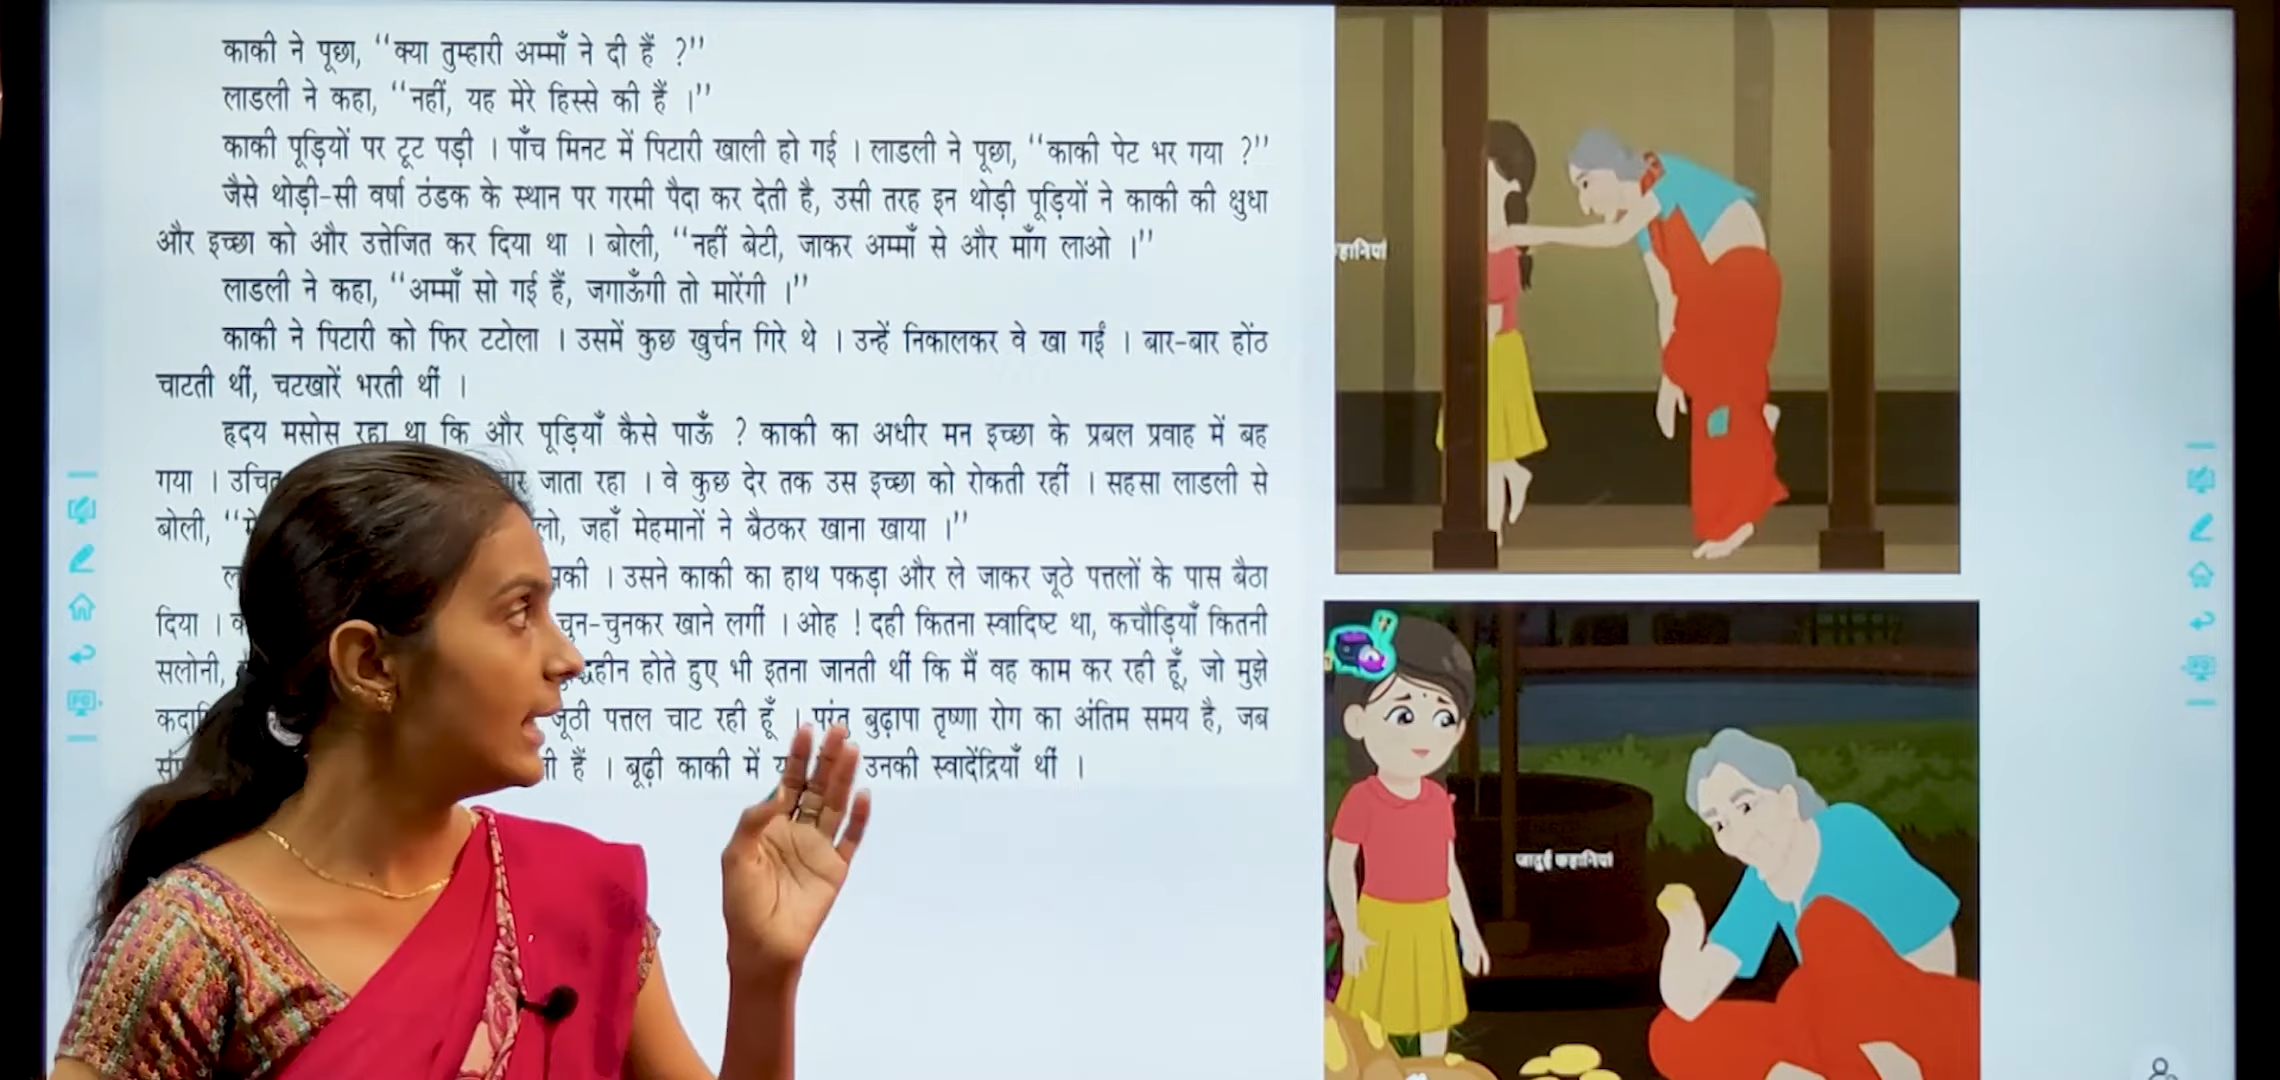 काकी ने पूछा, ‘‘क्या तुम्हारी अम्माँ ने दी हैं ?’’
लाडली ने कहा, ‘‘नहीं, यह मेरे हिस्से की हैं ।’’
काकी पूड़ियों पर टूट पड़ी । पाँच मिनट में पिटारी खाली हो गई । लाडली ने पूछा, ‘‘काकी पेट भर गया ?’’
जैसे थोड़ी-सी वर्षा ठंडक के स्थान पर गरमी पैदा कर देती है, उसी तरह इन थोड़ी पूड़ियों ने काकी की क्षुधा
और इच्छा को और उत्तेजित कर दिया था । बोली, ‘‘नहीं बेटी, जाकर अम्माँ से और माँग लाओ ।’’
लाडली ने कहा, ‘‘अम्माँ सो गई हैं, जगाऊँगी तो मारेंगी ।’’
काकी ने पिटारी को फिर टटोला । उसमें कुछ खुर्चन गिरे थे । उन्हें निकालकर वे खा गईं । बार-बार होंठ
चाटती थीं, चटखारें भरती थीं ।
हृदय मसोस रहा था कि और पूड़ियाँ कैसे पाऊँ ? काकी का अधीर मन इच्छा के प्रबल प्रवाह में बह
गया । उचित जाता रहा । वे कुछ देर तक उस इच्छा को रोकती रहीं । सहसा लाडली से
बोली, जहाँ मेहमानों ने बैठकर खाना खाया ।’’
। उसने काकी का हाथ पकड़ा और ले जाकर जूठे पत्तलों के पास बैठा
दिया । चुन-चुनकर खाने लगीं । ओह ! दही कितना स्वादिष्ट था, कचौड़ियाँ कितनी
सलोनी, होते हुए भी इतना जानती थीं कि मैं वह काम कर रही हूँ, जो मुझे
जूठी पत्तल चाट रही हूँ । परंतु बुढ़ापा तृष्णा रोग का अंतिम समय है, जब
हैं । बूढ़ी काकी में उनकी स्वादेंद्रियाँ थीं ।
जादुई कहानियां